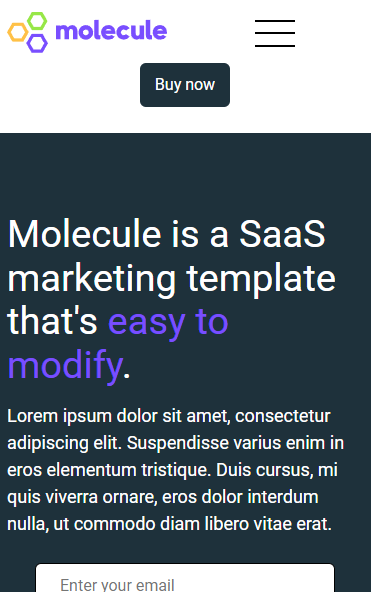 molecule
Buy now
Molecule is a SaaS
marketing template
that's easy to
modify.
Lorem ipsum dolor sit amet, consectetur
adipiscing elit. Suspendisse varius enim in
eros elementum tristique. Duis cursus, mi
quis viverra ornare, eros dolor interdum
nulla, ut commodo diam libero vitae erat.
Enter your email